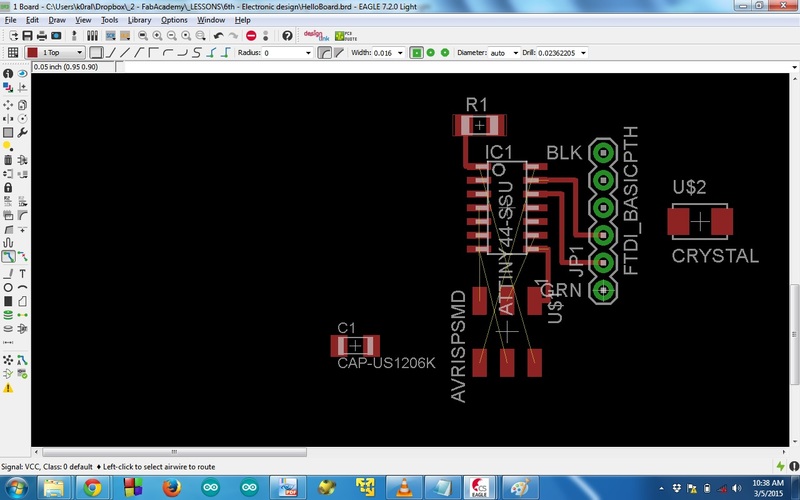 1 Board - C:\Users\k0ral\Dropbox\_2 - FabAcademy\_LESSONS\6th - Electronic design\HelloBoard.brd - EAGLE 7.2.0 Light
File Edit Draw View Tools Library Options Window Help
1 Top
Radius: 0
Width: 0.016
Diameter: auto
Drill: 0.02362205
0.05 inch (0.95 0.90)
R1
IC1
BLK
ATTINY44-SSU
FTDI_BASICPTH
JP1
GRN
U$2
CRYSTAL
U$1
AVRISPSMD
C1
CAP-US1206K
Signal: VCC, Class: 0 default ♦ Left-click to select airwire to route
CS
EAGLE
10:38 AM
3/5/2015